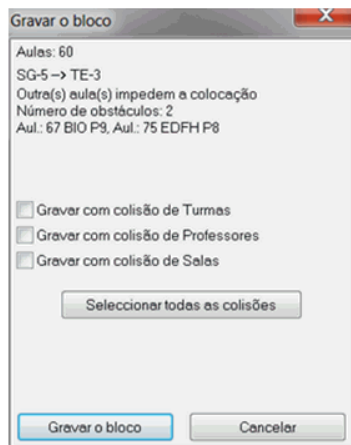 Gravar o bloco
Aulas: 60
SG-5 --> TE-3
Outra(s) aula(s) impedem a colocação
Número de obstáculos: 2
Aul.: 67 BIO P9, Aul.: 75 EDFH P8
Gravar com colisão de Turmas
Gravar com colisão de Professores
Gravar com colisão de Salas
Seleccionar todas as colisões
Gravar o bloco Cancelar